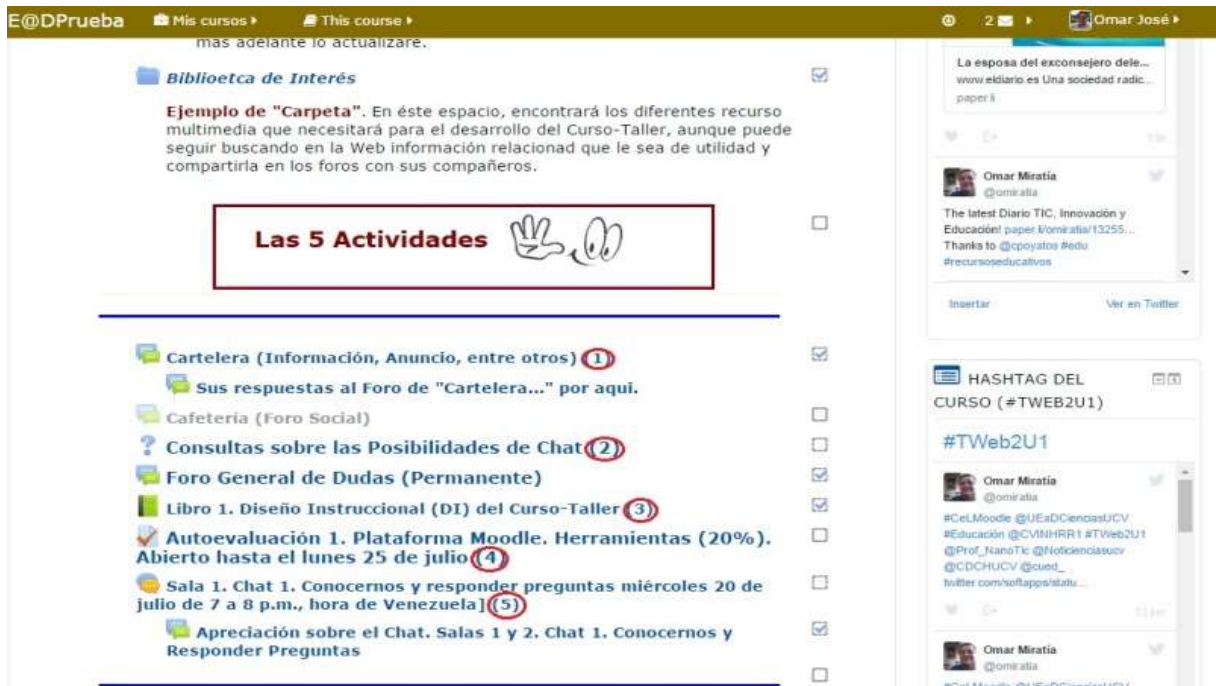 E@DPrueba Mis cursos This course 2 Omar José
más adelante lo actualizare.
Biblioetca de Interés
Ejemplo de "Carpeta". En éste espacio, encontrará los diferentes recurso
multimedia que necesitará para el desarrollo del Curso-Taller, aunque puede
seguir buscando en la Web información relacionad que le sea de utilidad y
compartirla en los foros con sus compañeros.
Las 5 Actividades
Cartelera (Información, Anuncio, entre otros) (1)
Sus respuestas al Foro de "Cartelera..." por aqui.
Cafetería (Foro Social)
Consultas sobre las Posibilidades de Chat (2)
Foro General de Dudas (Permanente)
Libro 1. Diseño Instruccional (DI) del Curso-Taller (3)
Autoevaluación 1. Plataforma Moodle. Herramientas (20%).
Abierto hasta el lunes 25 de julio (4)
Sala 1. Chat 1. Conocernos y responder preguntas miércoles 20 de
julio de 7 a 8 p.m., hora de Venezuela] (5)
Apreciación sobre el Chat. Salas 1 y 2. Chat 1. Conocernos y
Responder Preguntas
La esposa del exconsejero dele...
www.eldiario.es Una sociedad radic...
paper.li
Omar Miratía
@omiratia
The latest Diario TIC, Innovación y
Educación! paper.li/omiratia/13255...
Thanks to @cpoyatos #edu
#recursoseducativos
Insertar Ver en Twitter
HASHTAG DEL
CURSO (#TWEB2U1)
#TWeb2U1
Omar Miratía
@omiratia
#CeLMoodle @UEaDCienciasUCV
#Educación @CVINHRR1 #TWeb2U1
@Prof_NanoTic @Noticienciasucv
@CDCHUCV @cued_
twitter.com/softapps/statu...
Omar Miratía
@omiratia